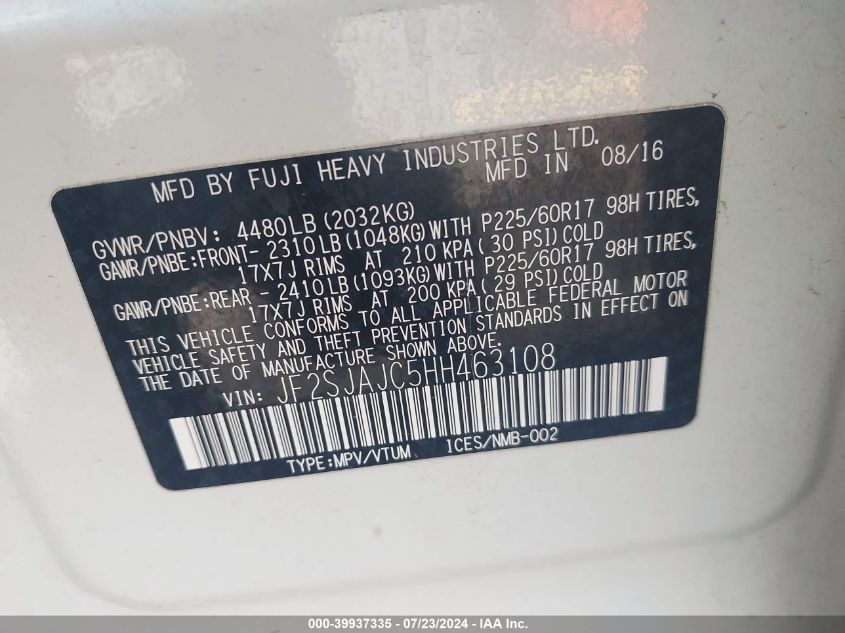 MFD BY FUJI HEAVY INDUSTRIES LTD.
MFD IN 08/16
GVWR/PNBV: 4480LB(2032KG)
GAWR/PNBE:FRONT- 2310LB(1048KG)WITH P225/60R17 98H TIRES,
17X7J RIMS AT 210 KPA(30 PSI)COLD
GAWR/PNBE:REAR - 2410LB(1093KG)WITH P225/60R17 98H TIRES,
17X7J RIMS AT 200 KPA(29 PSI)COLD
THIS VEHICLE CONFORMS TO ALL APPLICABLE FEDERAL MOTOR
VEHICLE SAFETY AND THEFT PREVENTION STANDARDS IN EFFECT ON
THE DATE OF MANUFACTURE SHOWN ABOVE.
VIN: JF2SJAJC5HH463108
TYPE:MPV/VTUM ICES/NMB-002
000-39937335 - 07/23/2024 - IAA Inc.